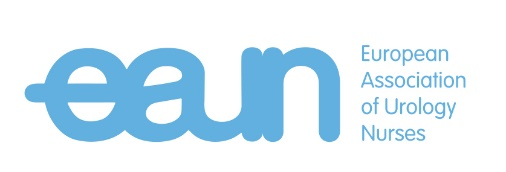 eaun
European
Association
of Urology
Nurses